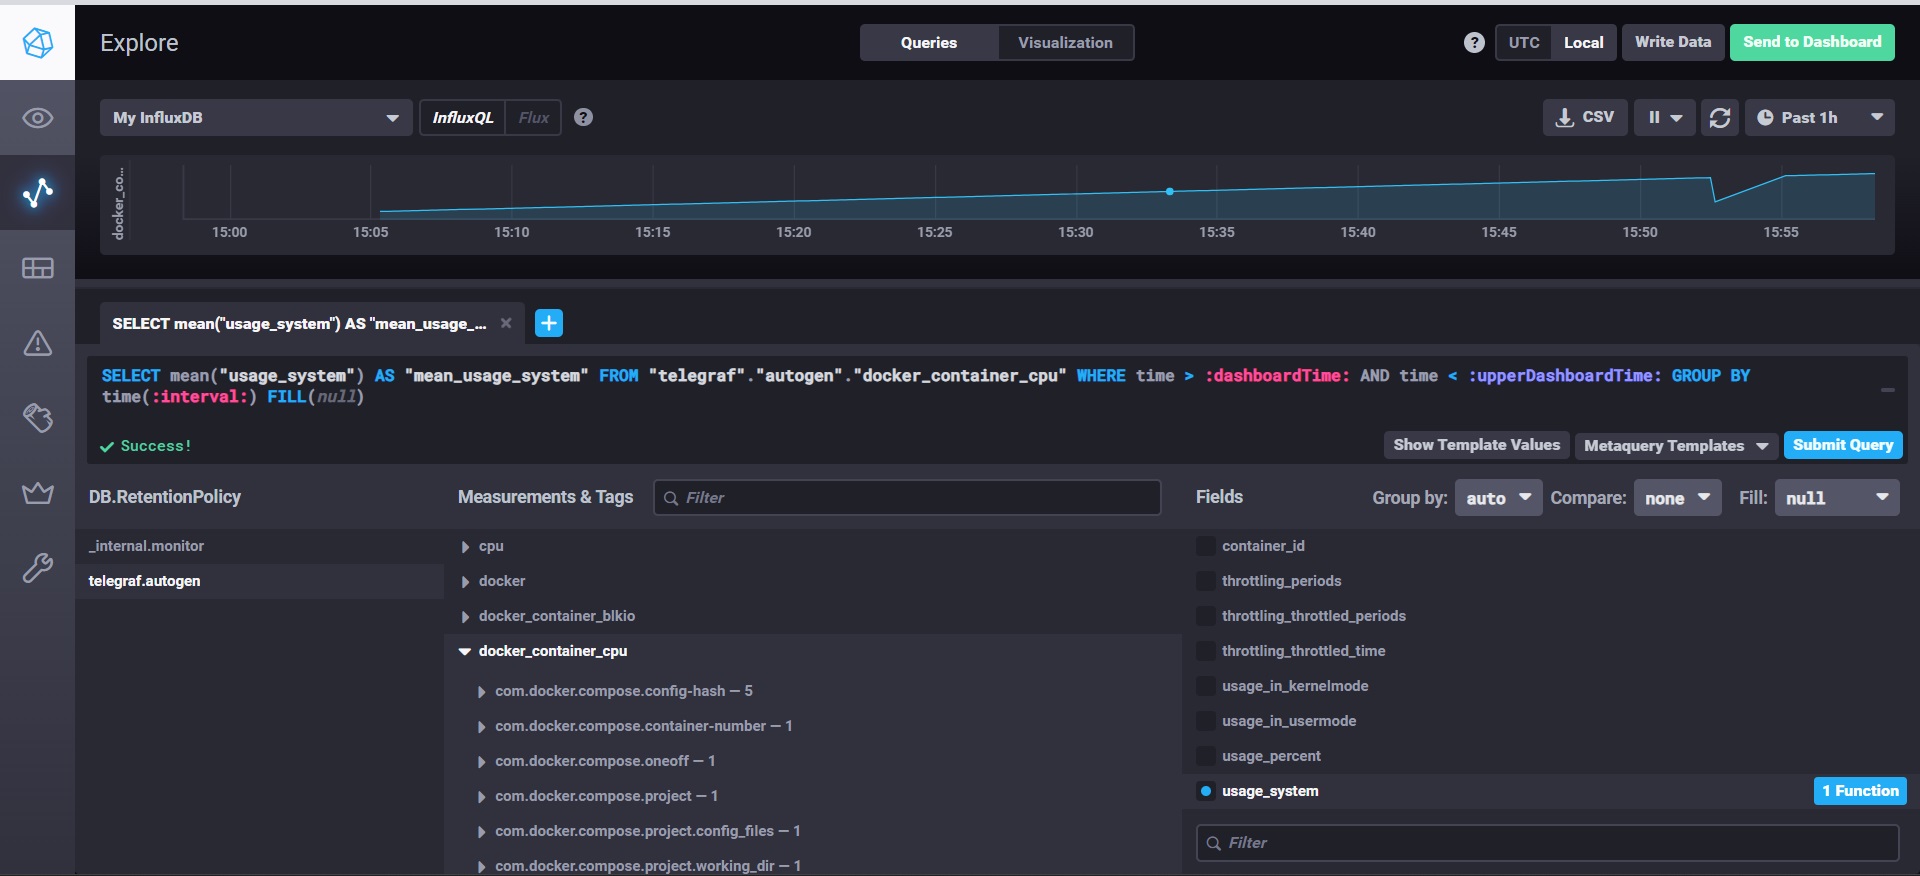 Explore
Queries
Visualization
?
UTC
Local
Write Data
Send to Dashboard
My InfluxDB
InfluxQL
Flux
?
CSV
Past 1h
docker_co...
15:00
15:05
15:10
15:15
15:20
15:25
15:30
15:35
15:40
15:45
15:50
15:55
SELECT mean("usage_system") AS "mean_usage_...
SELECT mean("usage_system") AS "mean_usage_system" FROM "telegraf"."autogen"."docker_container_cpu" WHERE time > :dashboardTime: AND time < :upperDashboardTime: GROUP BY
time(:interval:) FILL(null)
Success!
Show Template Values
Metaquery Templates
Submit Query
DB.RetentionPolicy
_internal.monitor
telegraf.autogen
Measurements & Tags
Filter
cpu
docker
docker_container_blkio
docker_container_cpu
com.docker.compose.config-hash — 5
com.docker.compose.container-number — 1
com.docker.compose.oneoff — 1
com.docker.compose.project — 1
com.docker.compose.project.config_files — 1
com.docker.compose.project.working_dir — 1
Fields
Group by:
auto
Compare:
none
Fill:
null
container_id
throttling_periods
throttling_throttled_periods
throttling_throttled_time
usage_in_kernelmode
usage_in_usermode
usage_percent
usage_system
1 Function
Filter